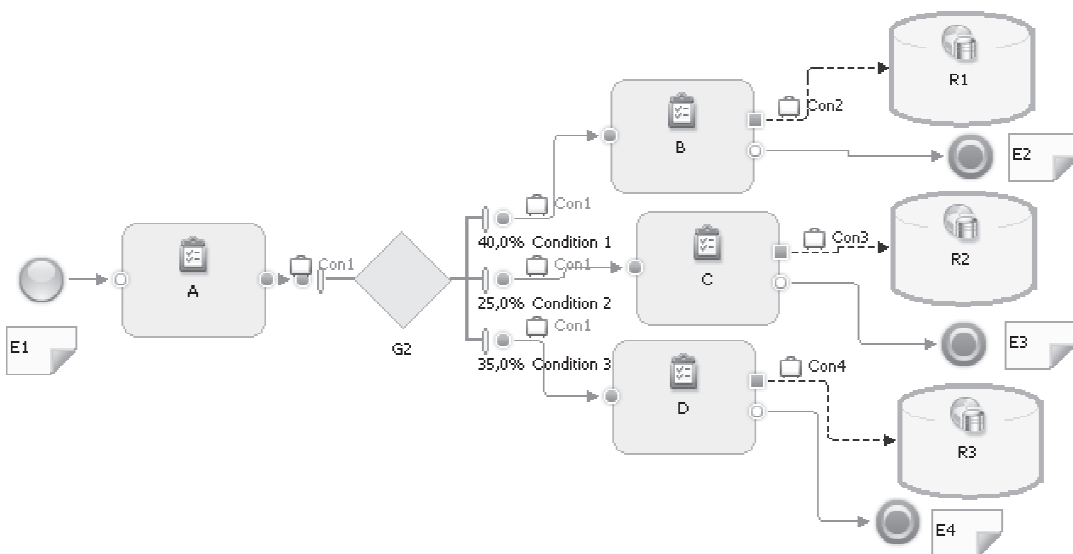 E1
A
Con1
G2
Con1
40,0% Condition 1
Con1
25,0% Condition 2
Con1
35,0% Condition 3
B
Con2
R1
E2
C
Con3
R2
E3
D
Con4
R3
E4